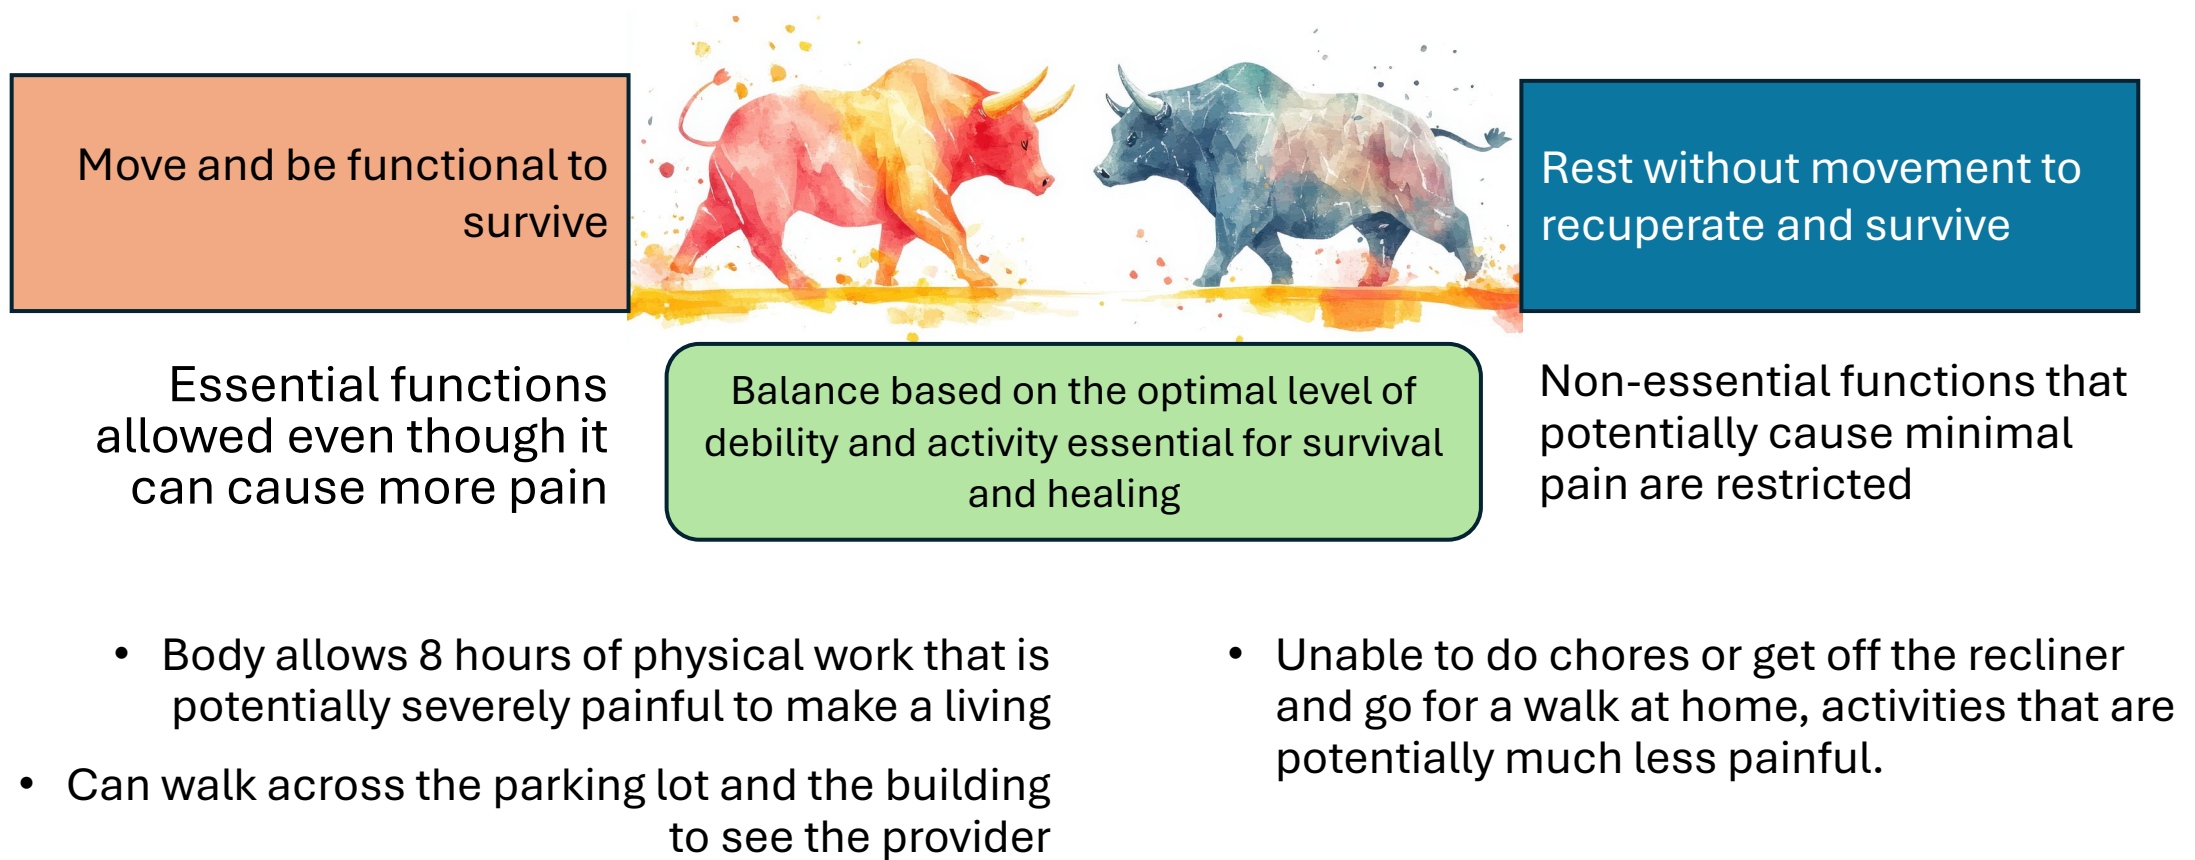 Move and be functional to
survive
Rest without movement to
recuperate and survive
Essential functions
allowed even though it
can cause more pain
Balance based on the optimal level of
debility and activity essential for survival
and healing
Non-essential functions that
potentially cause minimal
pain are restricted
• Body allows 8 hours of physical work that is
potentially severely painful to make a living
• Can walk across the parking lot and the building
to see the provider
• Unable to do chores or get off the recliner
and go for a walk at home, activities that are
potentially much less painful.